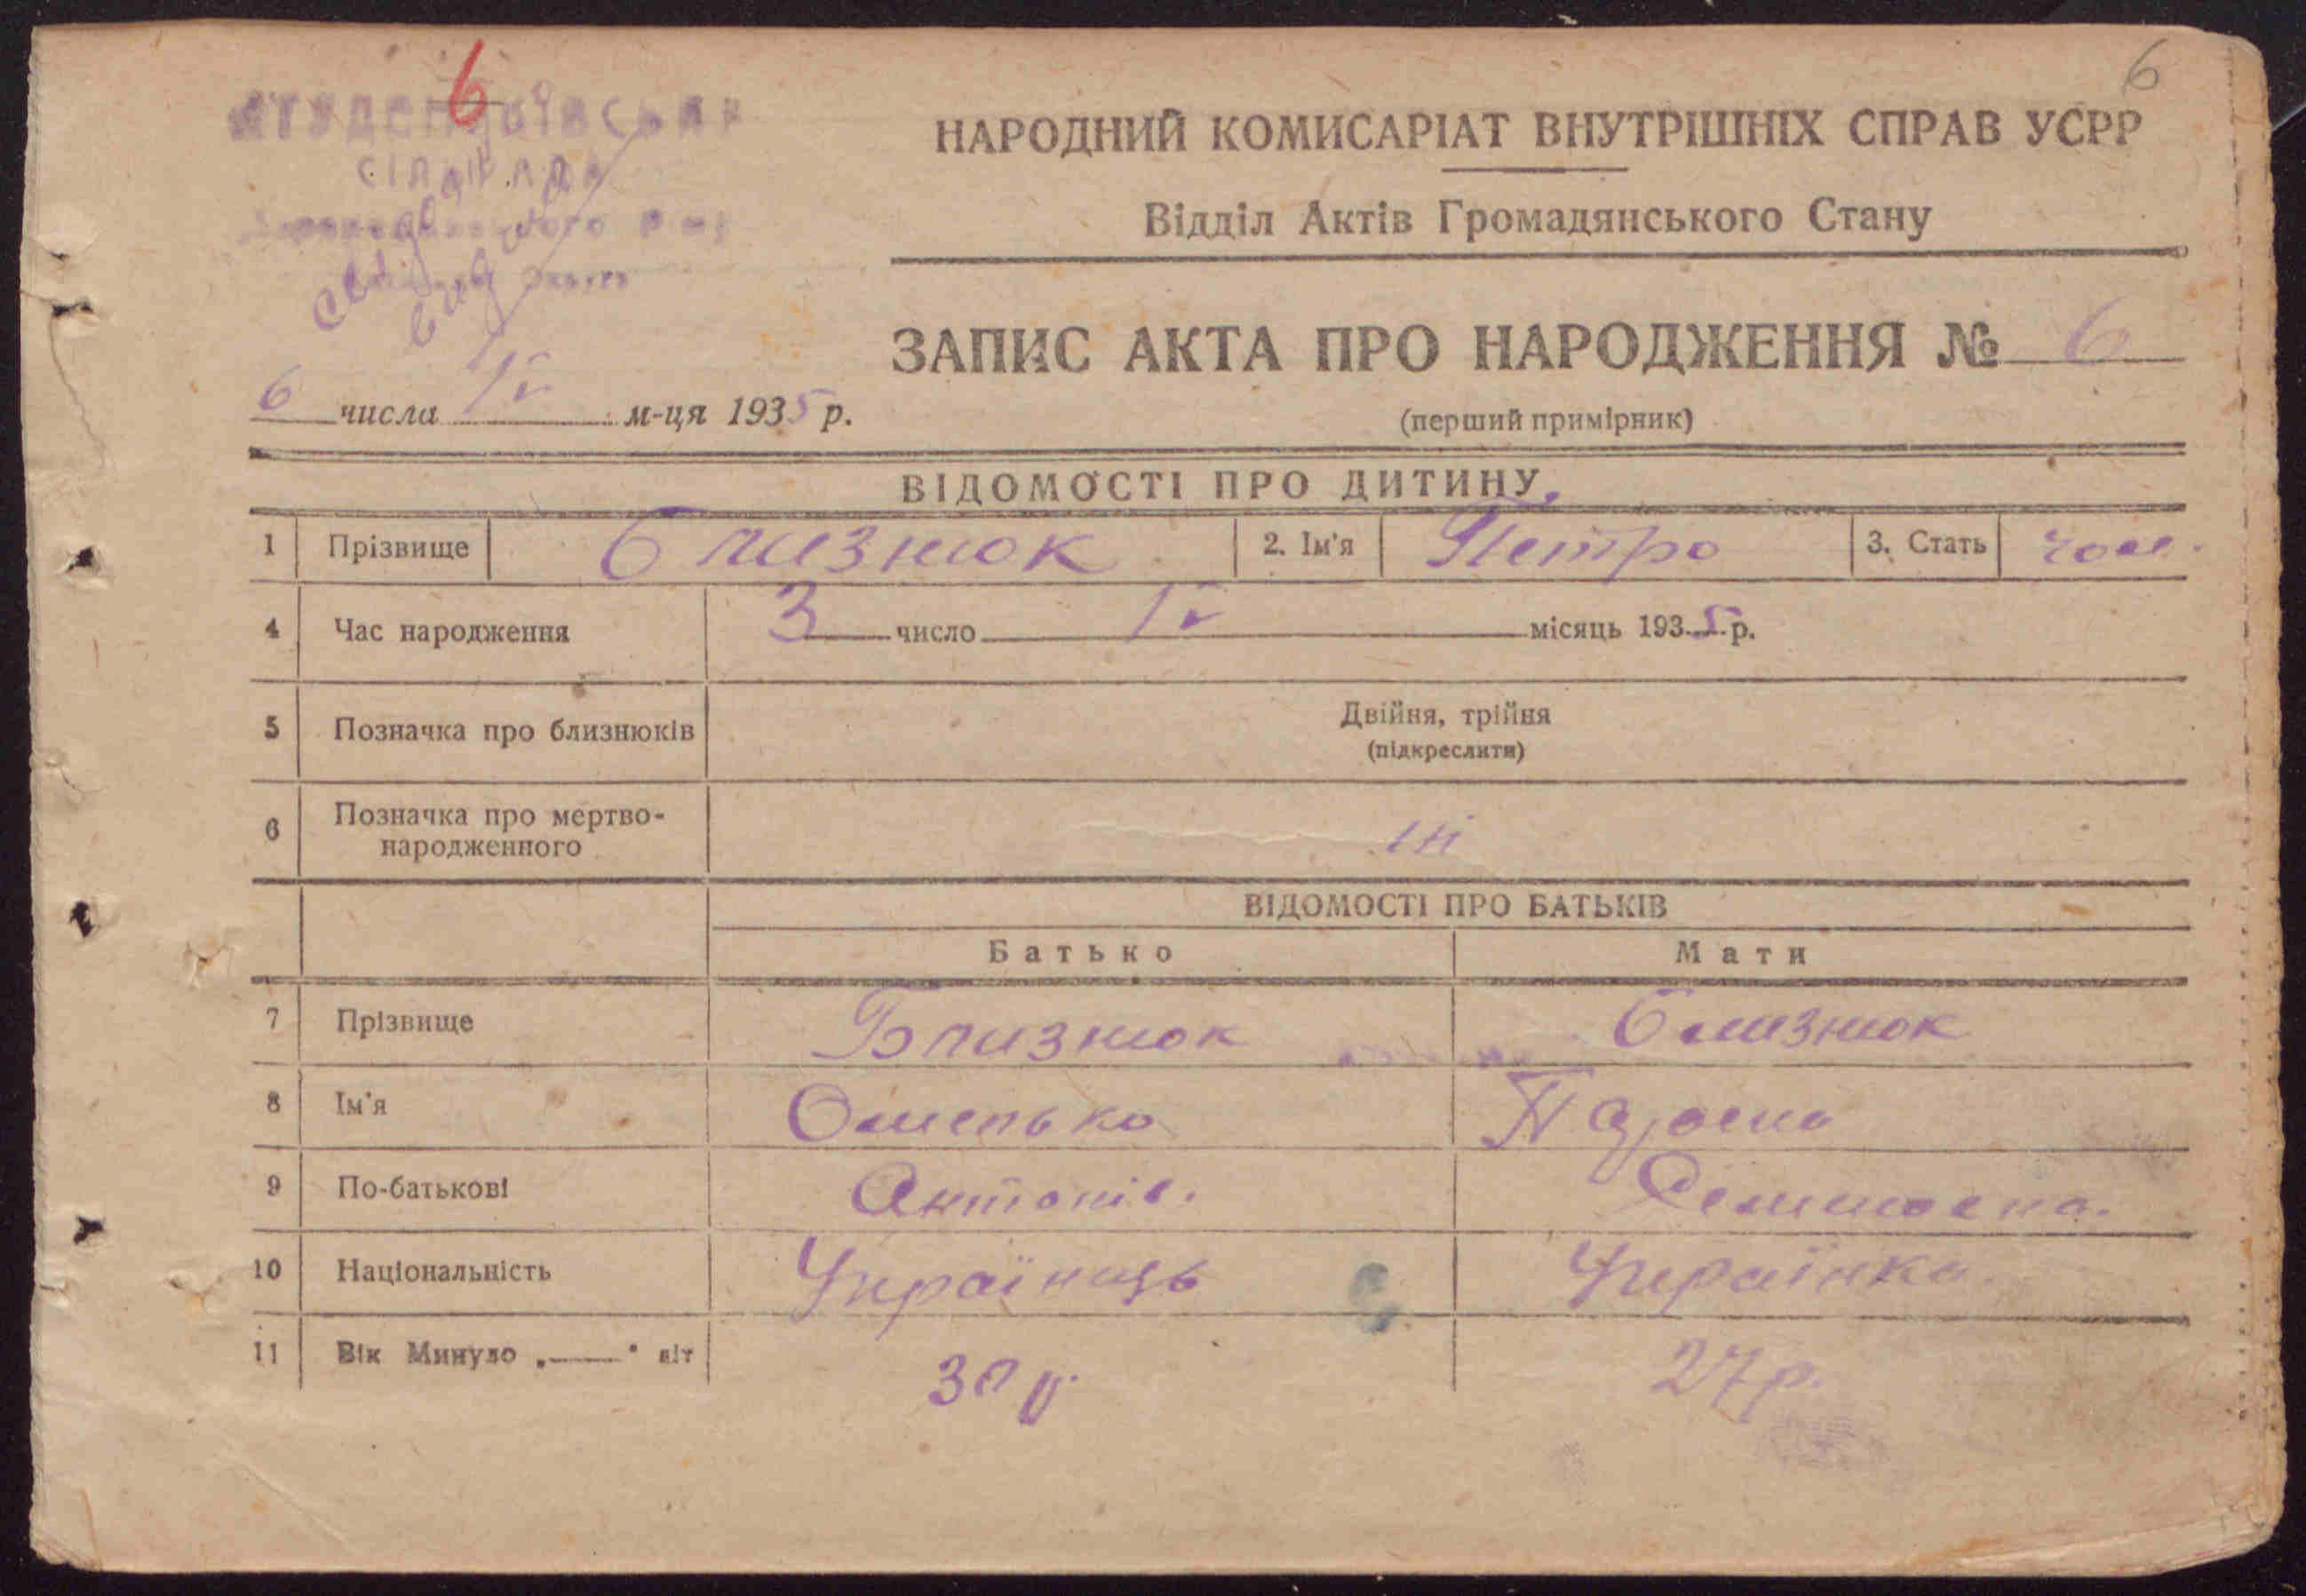 6
6
НАРОДНИЙ КОМИСАРІАТ ВНУТРІШНІХ СПРАВ УСРР
Відділ Актів Громадянського Стану
ЗАПИС АКТА ПРО НАРОДЖЕННЯ № 6
6 числа IV м-ця 1935 р.
(перший примірник)
ВІДОМОСТІ ПРО ДИТИНУ
1 Прізвище Близнюк 2. Ім'я Петро 3. Стать чол.
4 Час народження 3 число IV місяць 1935 р.
5 Позначка про близнюків Двійня, трійня
(підкреслити)
6 Позначка про мертво-
народженного ні
ВІДОМОСТІ ПРО БАТЬКІВ
Батько Мати
7 Прізвище Близнюк Близнюк
8 Ім'я Омелько
9 По-батькові Антонів.
10 Національність Українець Українка.
11 Вік Минуло „—" літ 30 р. 27 р.